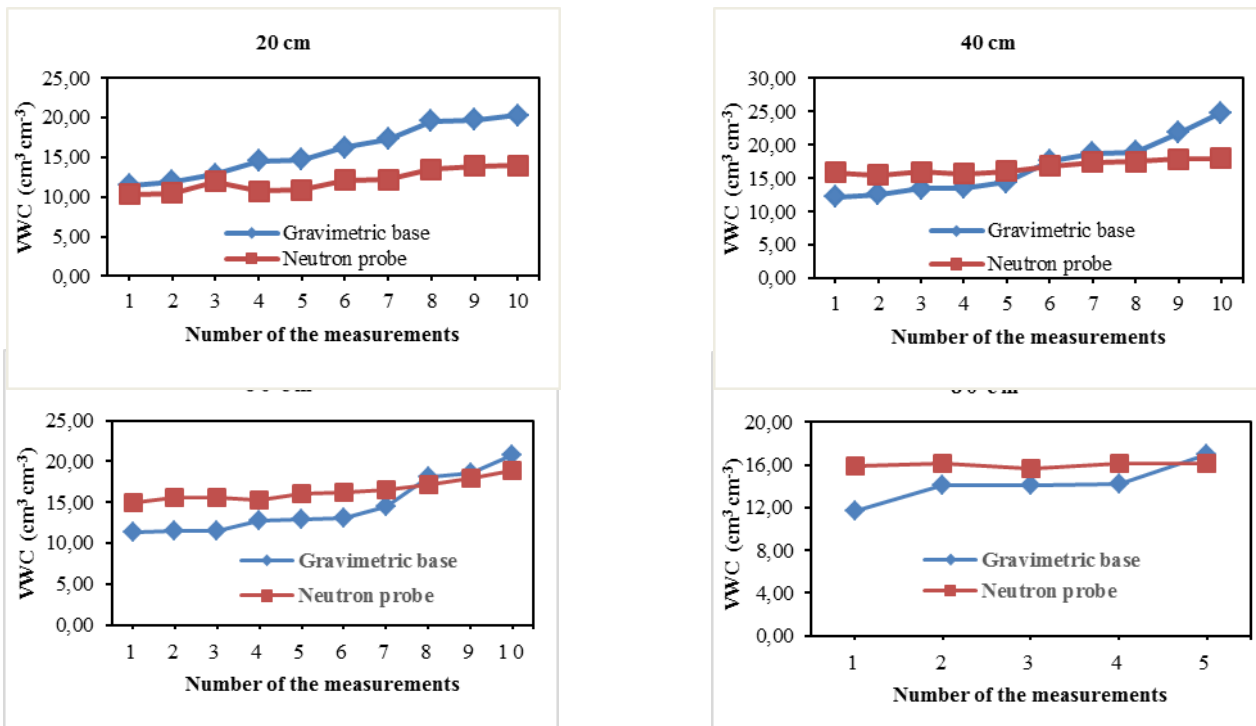 20 cm
VWC (cm³ cm⁻³)
25,00
20,00
15,00
10,00
5,00
0,00
Gravimetric base
Neutron probe
1 2 3 4 5 6 7 8 9 10
Number of the measurements
40 cm
VWC (cm³ cm⁻³)
30,00
25,00
20,00
15,00
10,00
5,00
0,00
Gravimetric base
Neutron probe
1 2 3 4 5 6 7 8 9 10
Number of the measurements
cm
VWC (cm³ cm⁻³)
25,00
20,00
15,00
10,00
5,00
0,00
Gravimetric base
Neutron probe
1 2 3 4 5 6 7 8 9 10
Number of the measurements
cm
VWC (cm³ cm⁻³)
20,00
16,00
12,00
8,00
4,00
0,00
Gravimetric base
Neutron probe
1 2 3 4 5
Number of the measurements